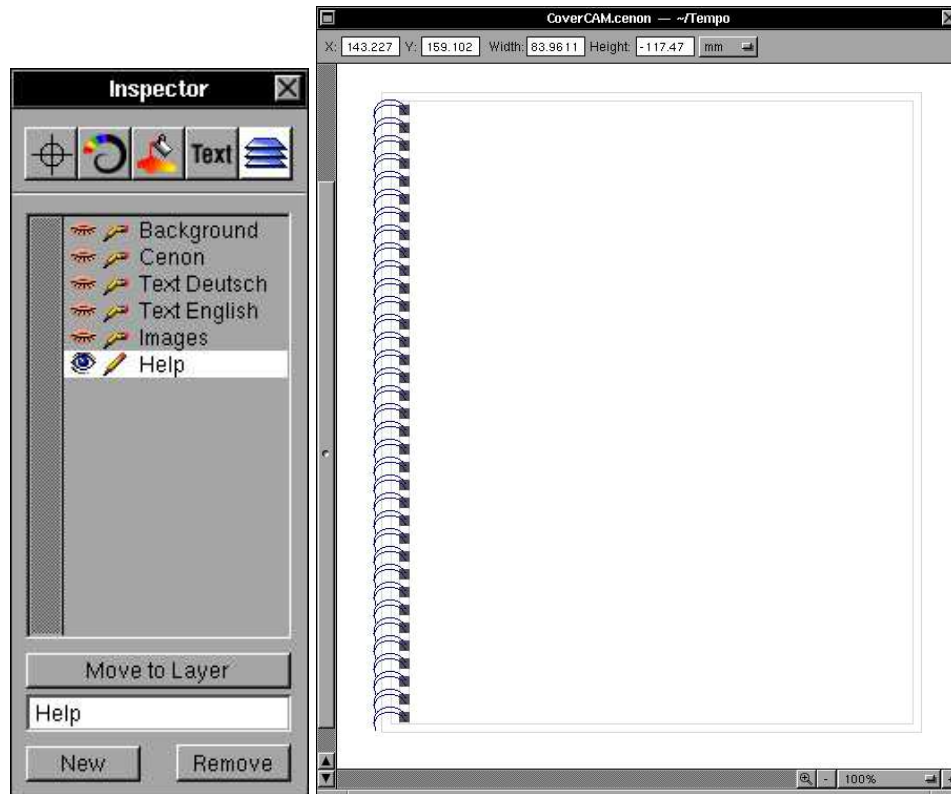 Inspector
Text
Background
Cenon
Text Deutsch
Text English
Images
Help
Move to Layer
Help
New Remove
CoverCAM.cenon — ~/Tempo
X: 143.227 Y: 159.102 Width: 83.9611 Height: -117.47 mm
- 100% +